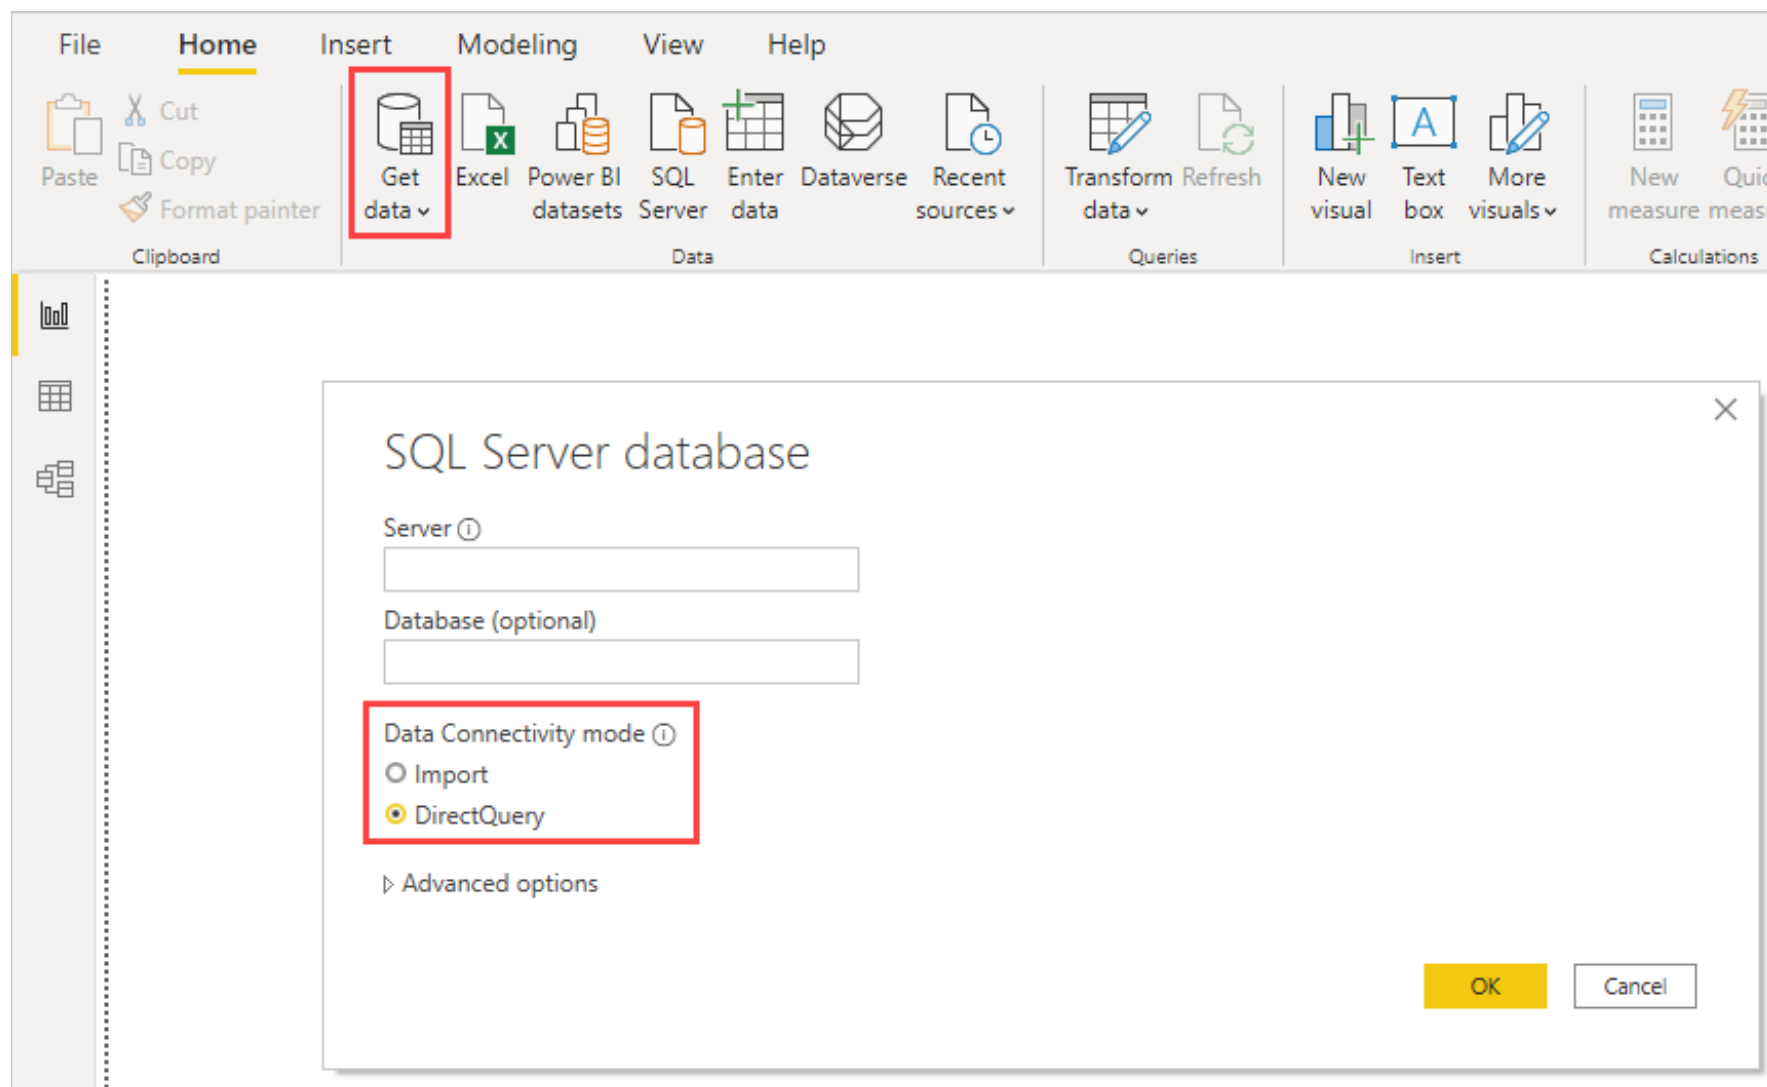 File Home Insert Modeling View Help
Paste
Cut
Copy
Format painter
Clipboard
Get
data
Excel
Power BI
datasets
SQL
Server
Enter
data
Dataverse
Recent
sources
Data
Transform
data
Refresh
Queries
New
visual
Text
box
More
visuals
Insert
New
measure
Calculations
SQL Server database
Server
Database (optional)
Data Connectivity mode
Import
DirectQuery
Advanced options
OK
Cancel